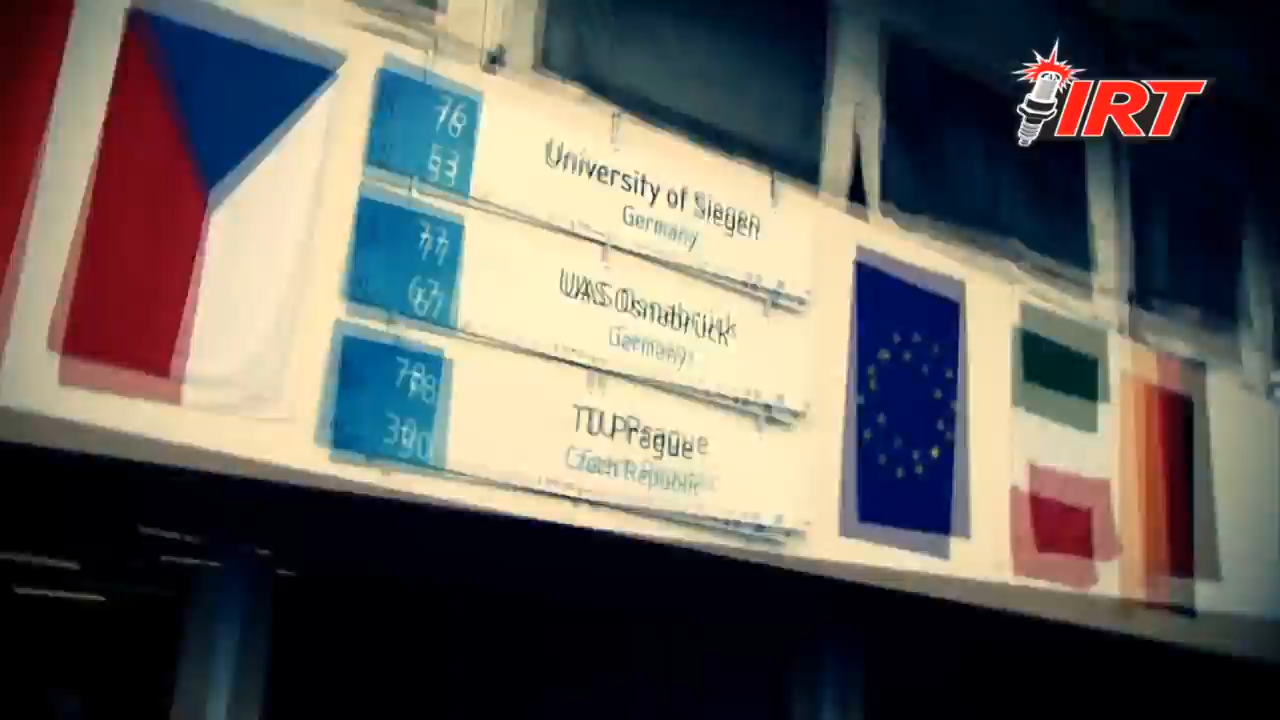 IRT
76
53
University of Siegen
Germany
77
67
UAS Osnabrück
Germany
78
390
TU Prague
Czech Republic